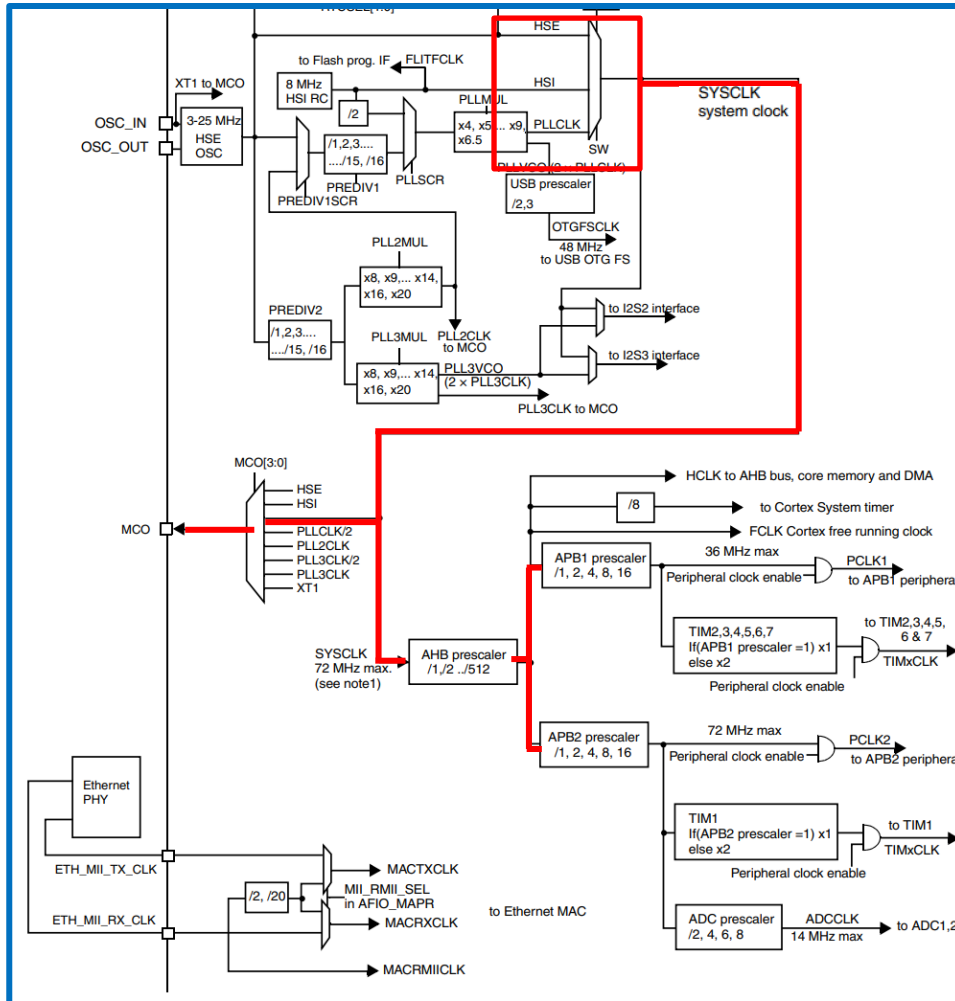 HSE
to Flash prog. IF
FLITFCLK
XT1 to MCO
8 MHz
HSI RC
HSI
SYSCLK
system clock
/2
PLLMUL
OSC_IN
OSC_OUT
3-25 MHz
HSE
OSC
x4, x5,... x9,
x6.5
PLLCLK
SW
/1,2,3....
..../15, /16
PLLSCR
PREDIV1
PREDIV1SCR
PLLVCO (2 × PLLCLK)
USB prescaler
/2,3
OTGFSCLK
48 MHz
to USB OTG FS
PLL2MUL
x8, x9,... x14,
x16, x20
PREDIV2
/1,2,3....
..../15, /16
PLL2CLK
to MCO
to I2S2 interface
PLL3MUL
to I2S3 interface
x8, x9,... x14,
x16, x20
PLL3VCO
(2 × PLL3CLK)
PLL3CLK to MCO
MCO[3:0]
HSE
HSI
MCO
PLLCLK/2
PLL2CLK
PLL3CLK/2
PLL3CLK
XT1
HCLK to AHB bus, core memory and DMA
/8
to Cortex System timer
FCLK Cortex free running clock
APB1 prescaler
/1, 2, 4, 8, 16
36 MHz max
PCLK1
Peripheral clock enable
to APB1 periphera
SYSCLK
72 MHz max.
(see note1)
AHB prescaler
/1,/2 ../512
TIM2,3,4,5,6,7
If(APB1 prescaler =1) x1
else x2
to TIM2,3,4,5,
6 & 7
TIMxCLK
Peripheral clock enable
APB2 prescaler
/1, 2, 4, 8, 16
72 MHz max
PCLK2
Peripheral clock enable
to APB2 periphera
Ethernet
PHY
TIM1
If(APB2 prescaler =1) x1
else x2
to TIM1
TIMxCLK
Peripheral clock enable
ETH_MII_TX_CLK
MACTXCLK
/2, /20
MII_RMII_SEL
in AFIO_MAPR
ETH_MII_RX_CLK
MACRXCLK
to Ethernet MAC
ADC prescaler
/2, 4, 6, 8
ADCCLK
14 MHz max
to ADC1,2
MACRMIICLK